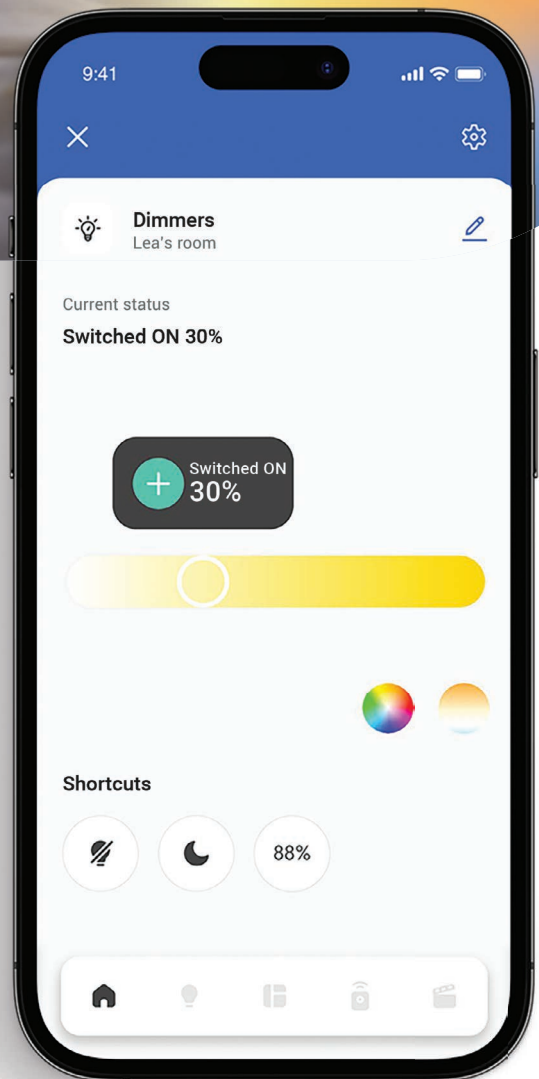 9:41
Dimmers
Lea's room
Current status
Switched ON 30%
Switched ON
30%
Shortcuts
88%